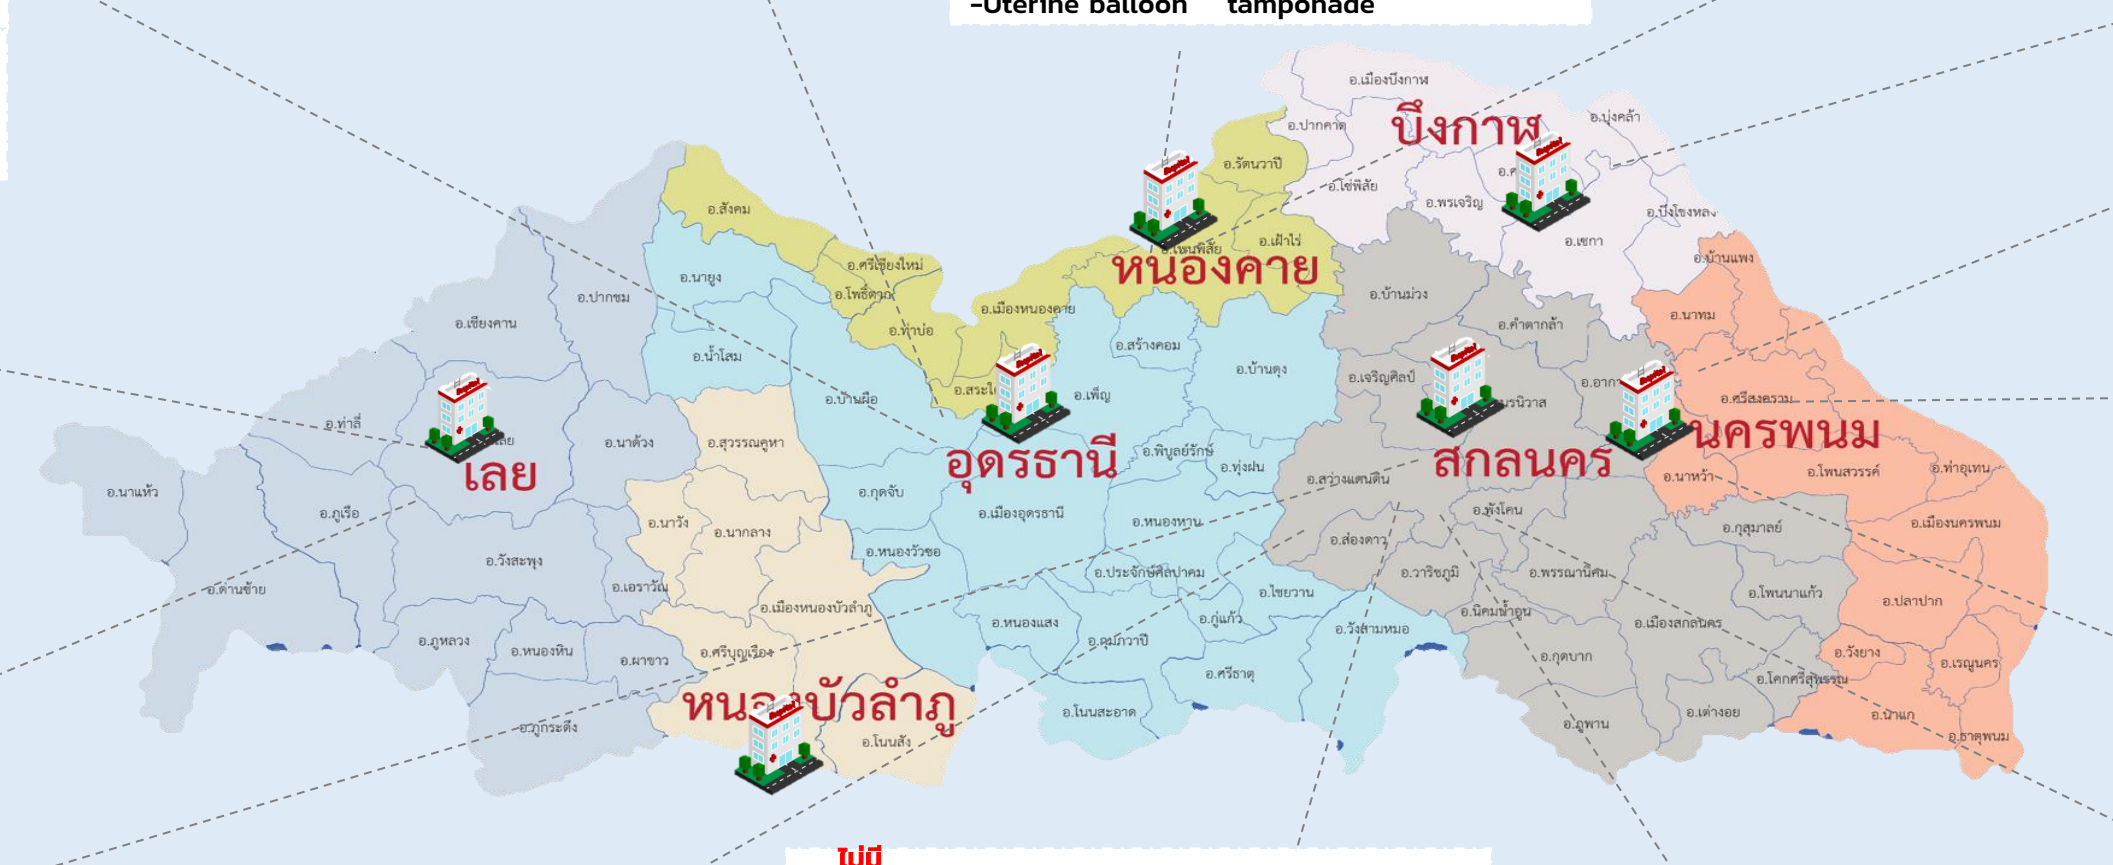 -Uterine balloon tamponade
อ.เมืองบึงกาฬ
บึงกาฬ
อ.บุ่งคล้า
อ.ปากคาด
อ.รัตนวาปี
อ.โซ่พิสัย
อ.พรเจริญ
อ.เซกา
อ.บึงโขงหลง
อ.สังคม
อ.ศรีเชียงใหม่
อ.โพธิ์ตาก
อ.ท่าบ่อ
อ.เมืองหนองคาย
อ.โพนพิสัย
อ.เฝ้าไร่
หนองคาย
อ.บ้านแพง
อ.นาทม
อ.ศรีสงคราม
นครพนม
อ.นาหว้า
อ.โพนสวรรค์
อ.ท่าอุเทน
อ.เมืองนครพนม
อ.ปลาปาก
อ.วังยาง
อ.เรณูนคร
อ.นาแก
อ.ธาตุพนม
อ.บ้านม่วง
อ.คำตากล้า
อ.เจริญศิลป์
สกลนคร
อ.สว่างแดนดิน
อ.พังโคน
อ.ส่องดาว
อ.วาริชภูมิ
อ.พรรณานิคม
อ.นิคมน้ำอูน
อ.กุสุมาลย์
อ.โพนนาแก้ว
อ.เมืองสกลนคร
อ.กุดบาก
อ.โคกศรีสุพรรณ
อ.เต่างอย
อ.ภูพาน
อ.นายูง
อ.น้ำโสม
อ.บ้านผือ
อ.สร้างคอม
อ.บ้านดุง
อ.เพ็ญ
อุดรธานี
อ.พิบูลย์รักษ์
อ.ทุ่งฝน
อ.กุดจับ
อ.เมืองอุดรธานี
อ.หนองหาน
อ.หนองวัวซอ
อ.ประจักษ์ศิลปาคม
อ.ไชยวาน
อ.หนองแสง
อ.กุมภวาปี
อ.กู่แก้ว
อ.วังสามหมอ
อ.ศรีธาตุ
อ.โนนสะอาด
อ.ปากชม
อ.เชียงคาน
อ.ท่าลี่
เลย
อ.นาด้วง
อ.นาแห้ว
อ.ภูเรือ
อ.วังสะพุง
อ.ด่านซ้าย
อ.เอราวัณ
อ.ภูหลวง
อ.หนองหิน
อ.ผาขาว
อ.ภูกระดึง
อ.สุวรรณคูหา
อ.นาวัง
อ.นากลาง
อ.เมืองหนองบัวลำภู
อ.ศรีบุญเรือง
หนองบัวลำภู
อ.โนนสัง
ไม่มี